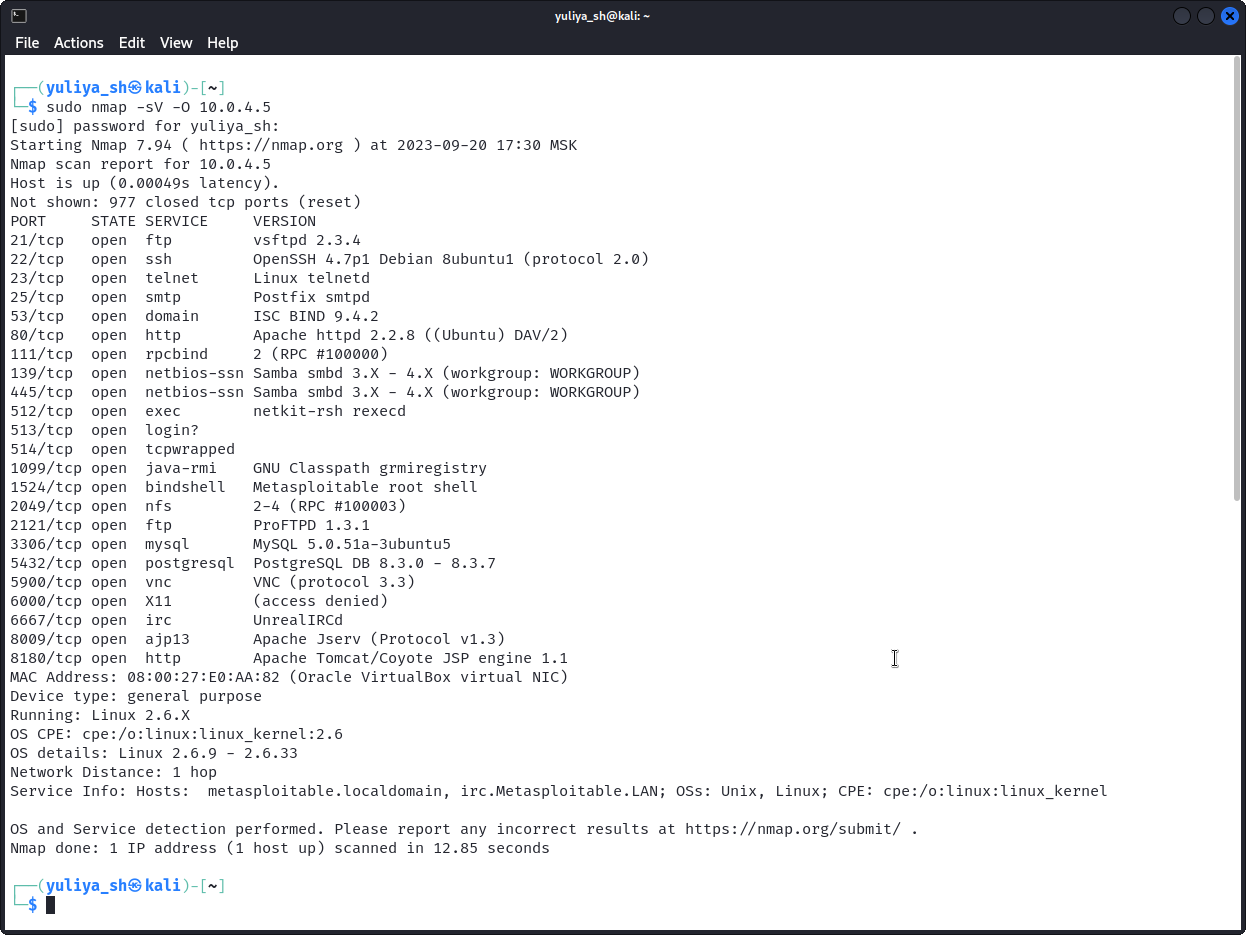 yuliya_sh@kali: ~
File Actions Edit View Help
┌──(yuliya_sh㉿kali)-[~]
└─$ sudo nmap -sV -O 10.0.4.5
[sudo] password for yuliya_sh:
Starting Nmap 7.94 ( https://nmap.org ) at 2023-09-20 17:30 MSK
Nmap scan report for 10.0.4.5
Host is up (0.00049s latency).
Not shown: 977 closed tcp ports (reset)
PORT     STATE SERVICE     VERSION
21/tcp   open  ftp         vsftpd 2.3.4
22/tcp   open  ssh         OpenSSH 4.7p1 Debian 8ubuntu1 (protocol 2.0)
23/tcp   open  telnet      Linux telnetd
25/tcp   open  smtp        Postfix smtpd
53/tcp   open  domain      ISC BIND 9.4.2
80/tcp   open  http        Apache httpd 2.2.8 ((Ubuntu) DAV/2)
111/tcp  open  rpcbind     2 (RPC #100000)
139/tcp  open  netbios-ssn Samba smbd 3.X - 4.X (workgroup: WORKGROUP)
445/tcp  open  netbios-ssn Samba smbd 3.X - 4.X (workgroup: WORKGROUP)
512/tcp  open  exec        netkit-rsh rexecd
513/tcp  open  login?
514/tcp  open  tcpwrapped
1099/tcp open  java-rmi    GNU Classpath grmiregistry
1524/tcp open  bindshell   Metasploitable root shell
2049/tcp open  nfs         2-4 (RPC #100003)
2121/tcp open  ftp         ProFTPD 1.3.1
3306/tcp open  mysql       MySQL 5.0.51a-3ubuntu5
5432/tcp open  postgresql  PostgreSQL DB 8.3.0 - 8.3.7
5900/tcp open  vnc         VNC (protocol 3.3)
6000/tcp open  X11         (access denied)
6667/tcp open  irc         UnrealIRCd
8009/tcp open  ajp13       Apache Jserv (Protocol v1.3)
8180/tcp open  http        Apache Tomcat/Coyote JSP engine 1.1
MAC Address: 08:00:27:E0:AA:82 (Oracle VirtualBox virtual NIC)
Device type: general purpose
Running: Linux 2.6.X
OS CPE: cpe:/o:linux:linux_kernel:2.6
OS details: Linux 2.6.9 - 2.6.33
Network Distance: 1 hop
Service Info: Hosts:  metasploitable.localdomain, irc.Metasploitable.LAN; OSs: Unix, Linux; CPE: cpe:/o:linux:linux_kernel
OS and Service detection performed. Please report any incorrect results at https://nmap.org/submit/ .
Nmap done: 1 IP address (1 host up) scanned in 12.85 seconds
┌──(yuliya_sh㉿kali)-[~]
└─$